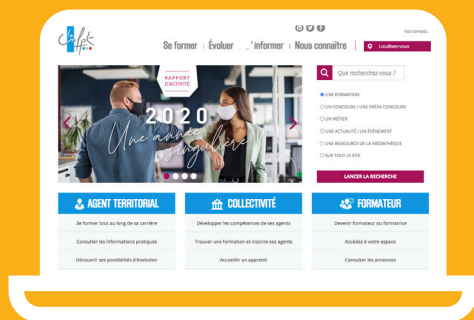 cnfpt
Vos contacts
Se former
Évoluer
S'informer
Nous connaître
Localisez-vous
RAPPORT
D'ACTIVITÉ
2020
Une année
singulière
Que recherchez-vous ?
UNE FORMATION
UN CONCOURS / UNE PRÉPA CONCOURS
UN MÉTIER
UNE ACTUALITÉ / UN ÉVÉNEMENT
UNE RESSOURCE DE LA MÉDIATHÈQUE
SUR TOUT LE SITE
LANCER LA RECHERCHE
AGENT TERRITORIAL
Se former tout au long de sa carrière
Consulter les informations pratiques
Découvrir ses possibilités d'évolution
COLLECTIVITÉ
Développer les compétences de ses agents
Trouver une formation et inscrire ses agents
Accueillir un apprenti
FORMATEUR
Devenir formateur ou formatrice
Accédez à votre espace
Consulter les annonces